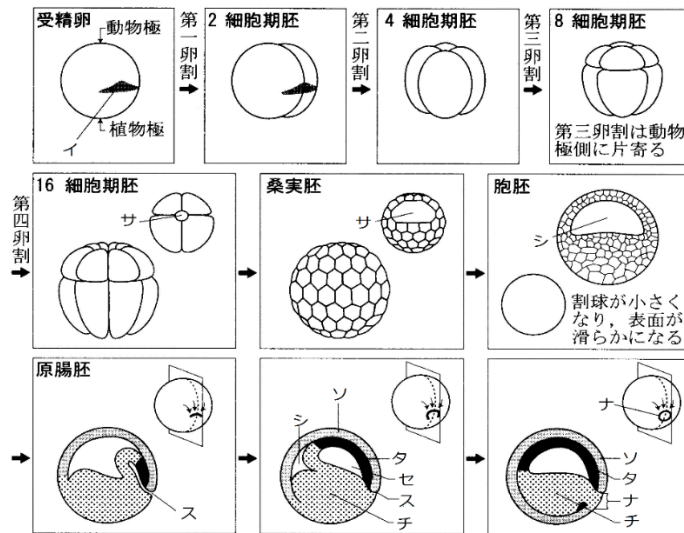 受精卵
動物極
植物極
イ
第一卵割
2 細胞期胚
第二卵割
4 細胞期胚
第三卵割
8 細胞期胚
第三卵割は動物
極側に片寄る
第四卵割
16 細胞期胚
サ
桑実胚
サ
胞胚
シ
割球が小さく
なり，表面が
滑らかになる
原腸胚
ス
シ
ソ
タ
セ
ス
チ
ナ
ソ
タ
ナ
チ